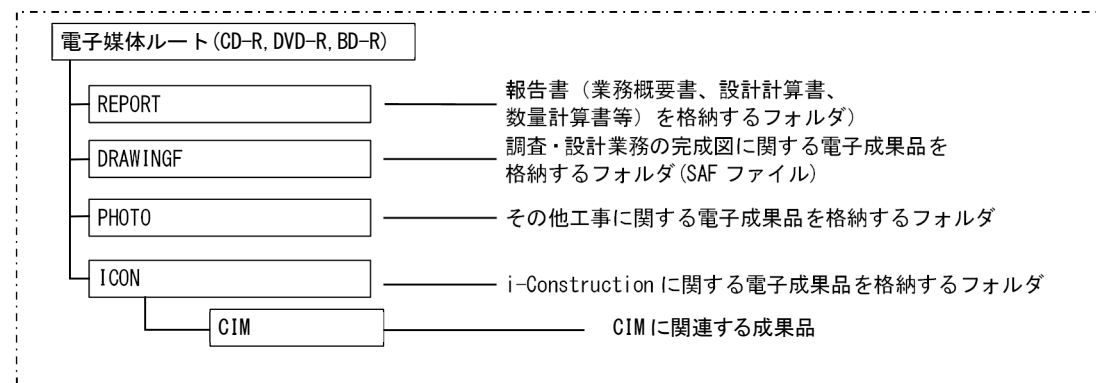 電子媒体ルート(CD-R,DVD-R,BD-R)
REPORT
報告書（業務概要書、設計計算書、
数量計算書等）を格納するフォルダ)
DRAWINGF
調査・設計業務の完成図に関する電子成果品を
格納するフォルダ(SAF ファイル)
PHOTO
その他工事に関する電子成果品を格納するフォルダ
ICON
i-Construction に関する電子成果品を格納するフォルダ
CIM
CIM に関連する成果品